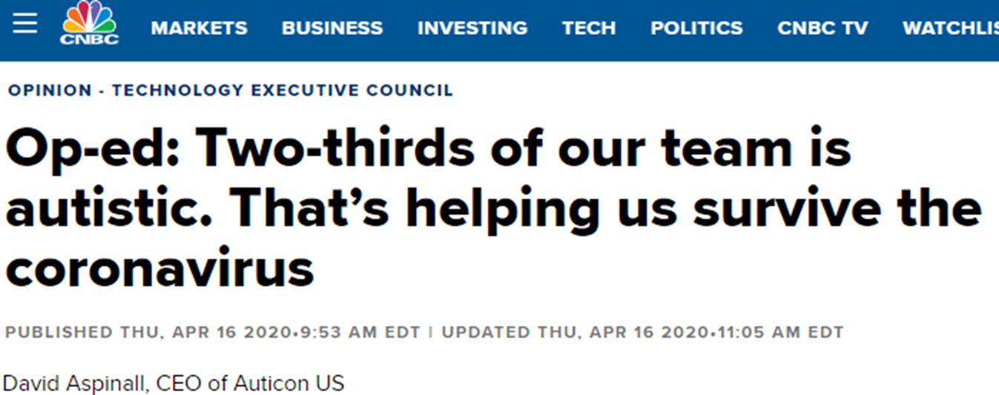 CNBC MARKETS BUSINESS INVESTING TECH POLITICS CNBC TV WATCHLIS
OPINION - TECHNOLOGY EXECUTIVE COUNCIL
Op-ed: Two-thirds of our team is
autistic. That’s helping us survive the
coronavirus
PUBLISHED THU, APR 16 2020•9:53 AM EDT | UPDATED THU, APR 16 2020•11:05 AM EDT
David Aspinall, CEO of Auticon US